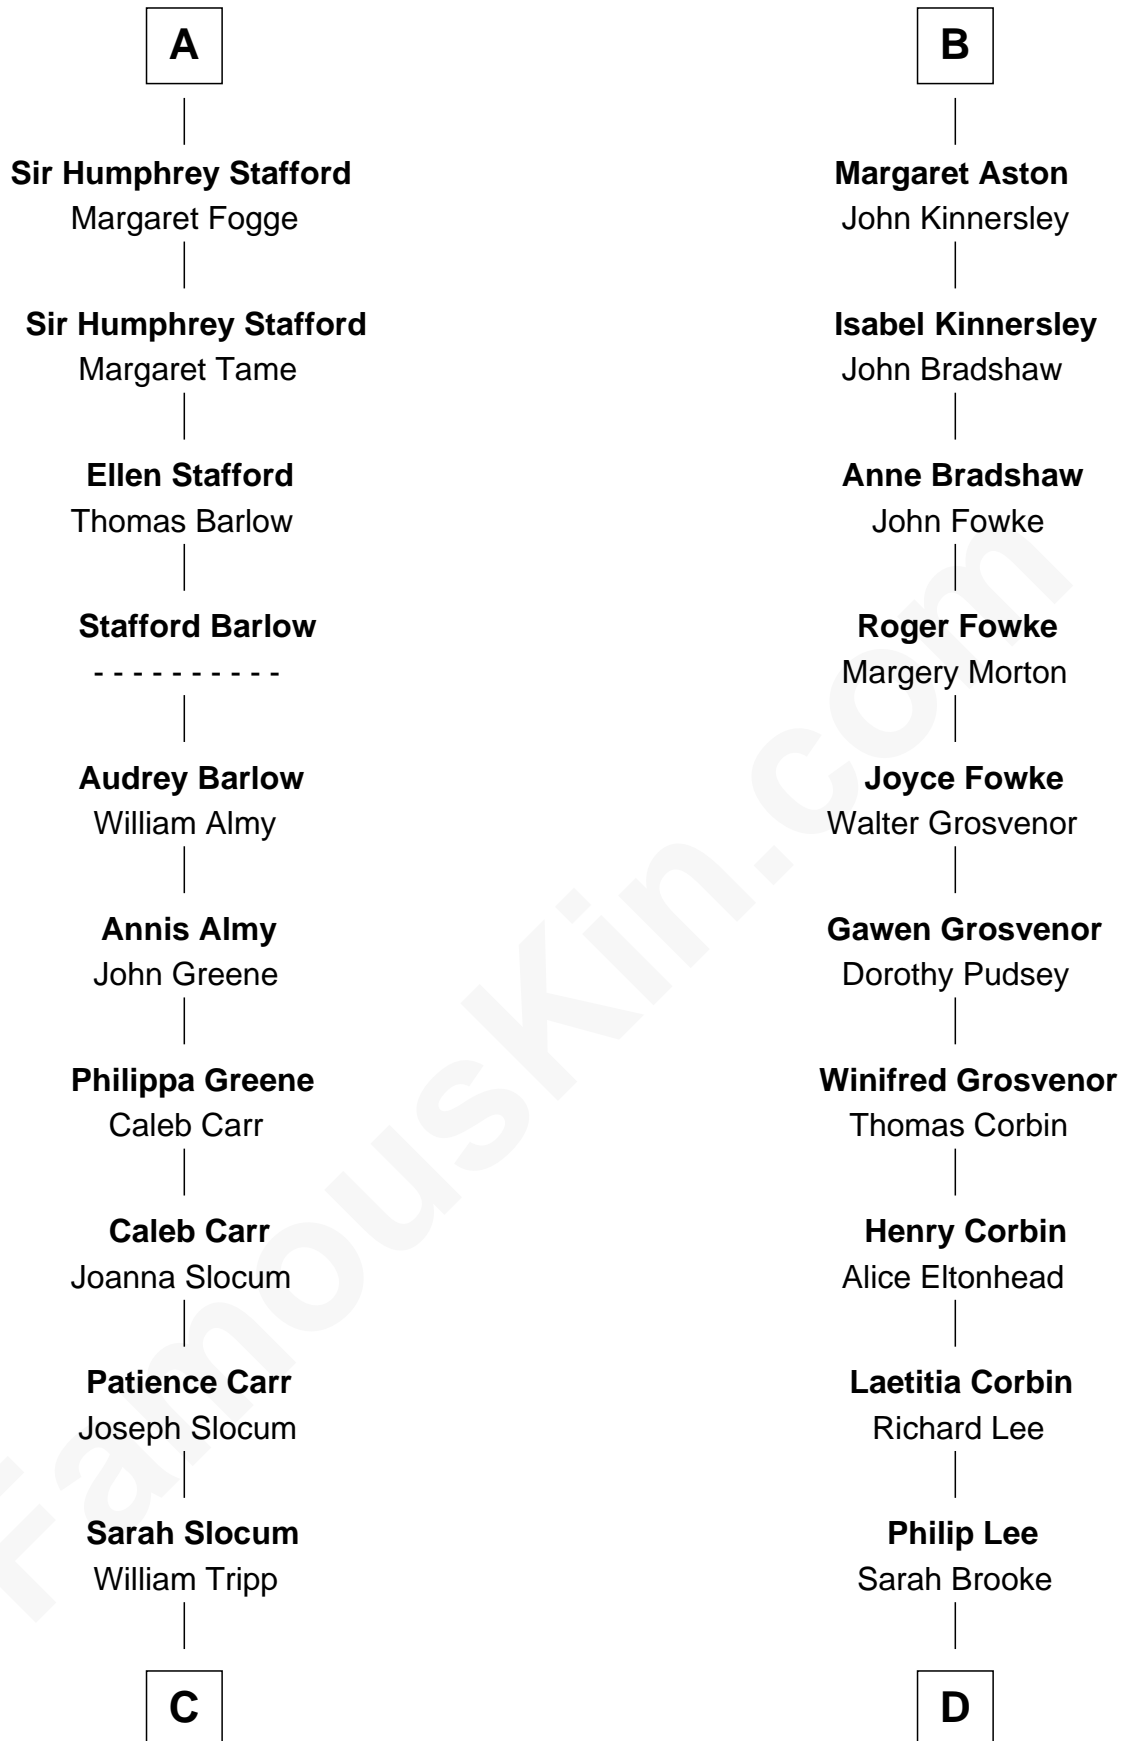 A
Sir Humphrey Stafford
Margaret Fogge
Sir Humphrey Stafford
Margaret Tame
Ellen Stafford
Thomas Barlow
Stafford Barlow
- - - - - - - - - -
Audrey Barlow
William Almy
Annis Almy
John Greene
Philippa Greene
Caleb Carr
Caleb Carr
Joanna Slocum
Patience Carr
Joseph Slocum
Sarah Slocum
William Tripp
C
B
Margaret Aston
John Kinnersley
Isabel Kinnersley
John Bradshaw
Anne Bradshaw
John Fowke
Roger Fowke
Margery Morton
Joyce Fowke
Walter Grosvenor
Gawen Grosvenor
Dorothy Pudsey
Winifred Grosvenor
Thomas Corbin
Henry Corbin
Alice Eltonhead
Laetitia Corbin
Richard Lee
Philip Lee
Sarah Brooke
D
FamousKin.com